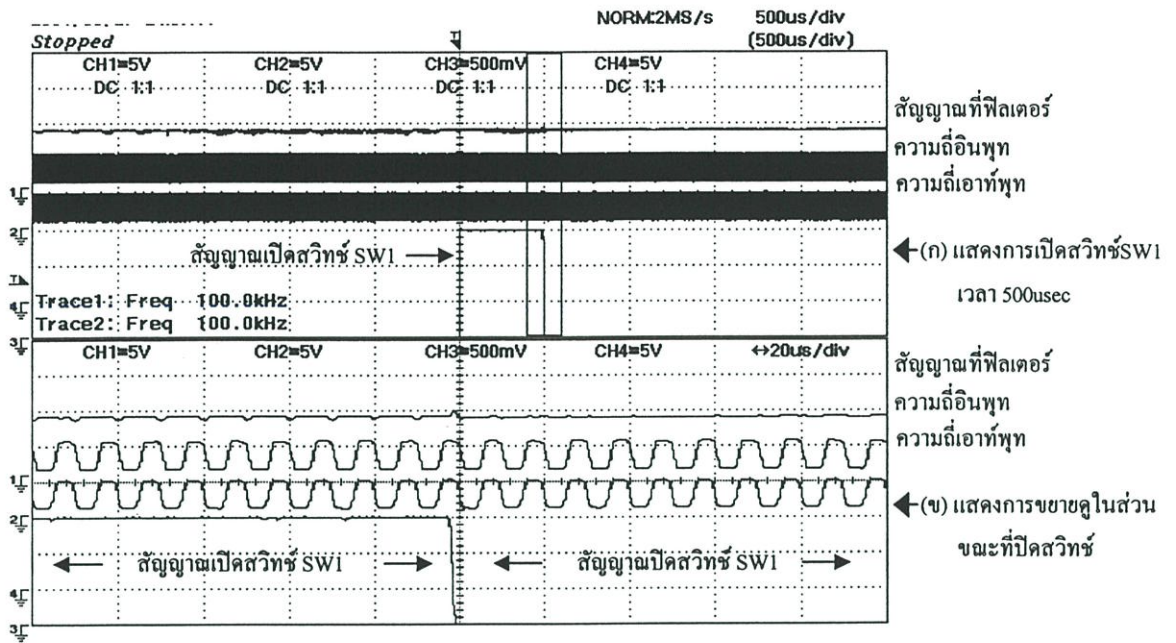 NORM:2MS/s 500us/div
Stopped (500us/div)
CH1=5V CH2=5V CH3=500mV CH4=5V
DC 1:1 DC 1:1 DC 1:1 DC 1:1
สัญญาณที่ฟิลเตอร์
ความถี่อินพุท
ความถี่เอาท์พุท
สัญญาณเปิดสวิทช์ SW1
(ก) แสดงการเปิดสวิทช์SW1
เวลา 500usec
Trace1: Freq 100.0kHz
Trace2: Freq 100.0kHz
CH1=5V CH2=5V CH3=500mV CH4=5V ↔20us/div
สัญญาณที่ฟิลเตอร์
ความถี่อินพุท
ความถี่เอาท์พุท
(ข) แสดงการขยายดูในส่วน
ขณะที่ปิดสวิทช์
สัญญาณเปิดสวิทช์ SW1 สัญญาณปิดสวิทช์ SW1